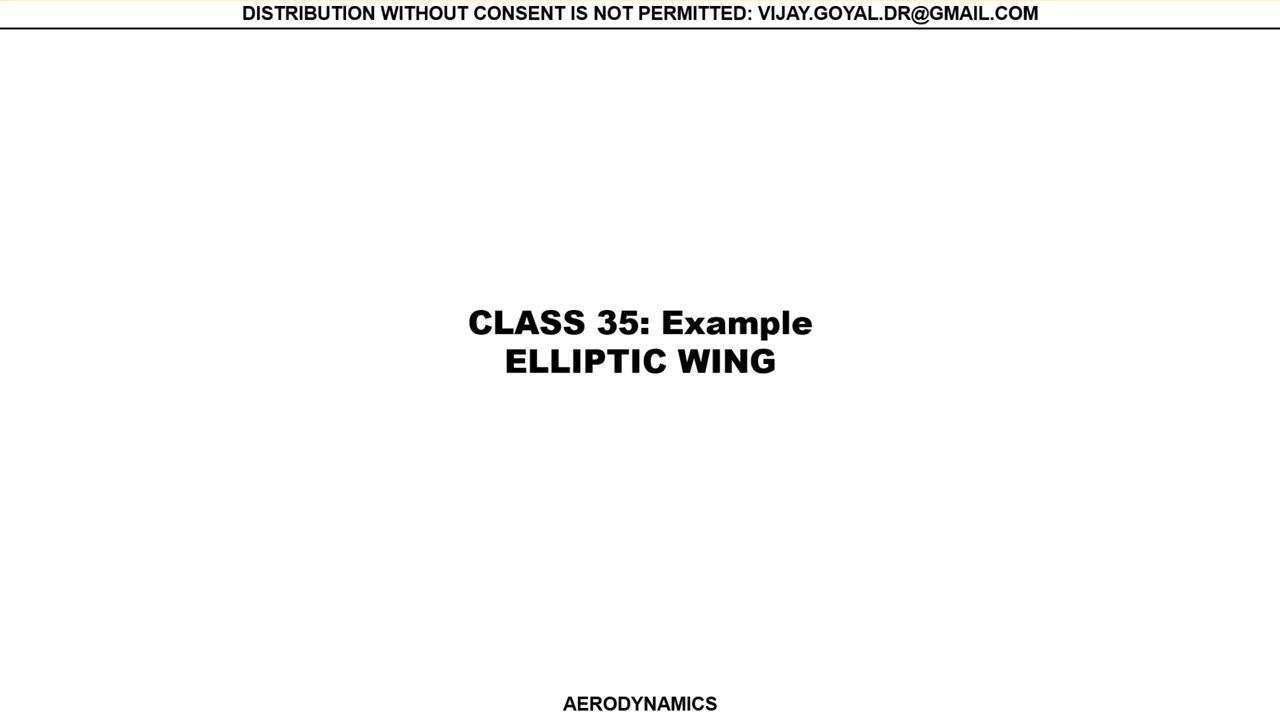 DISTRIBUTION WITHOUT CONSENT IS NOT PERMITTED: VIJAY.GOYAL.DR@GMAIL.COM
CLASS 35: Example
ELLIPTIC WING
AERODYNAMICS